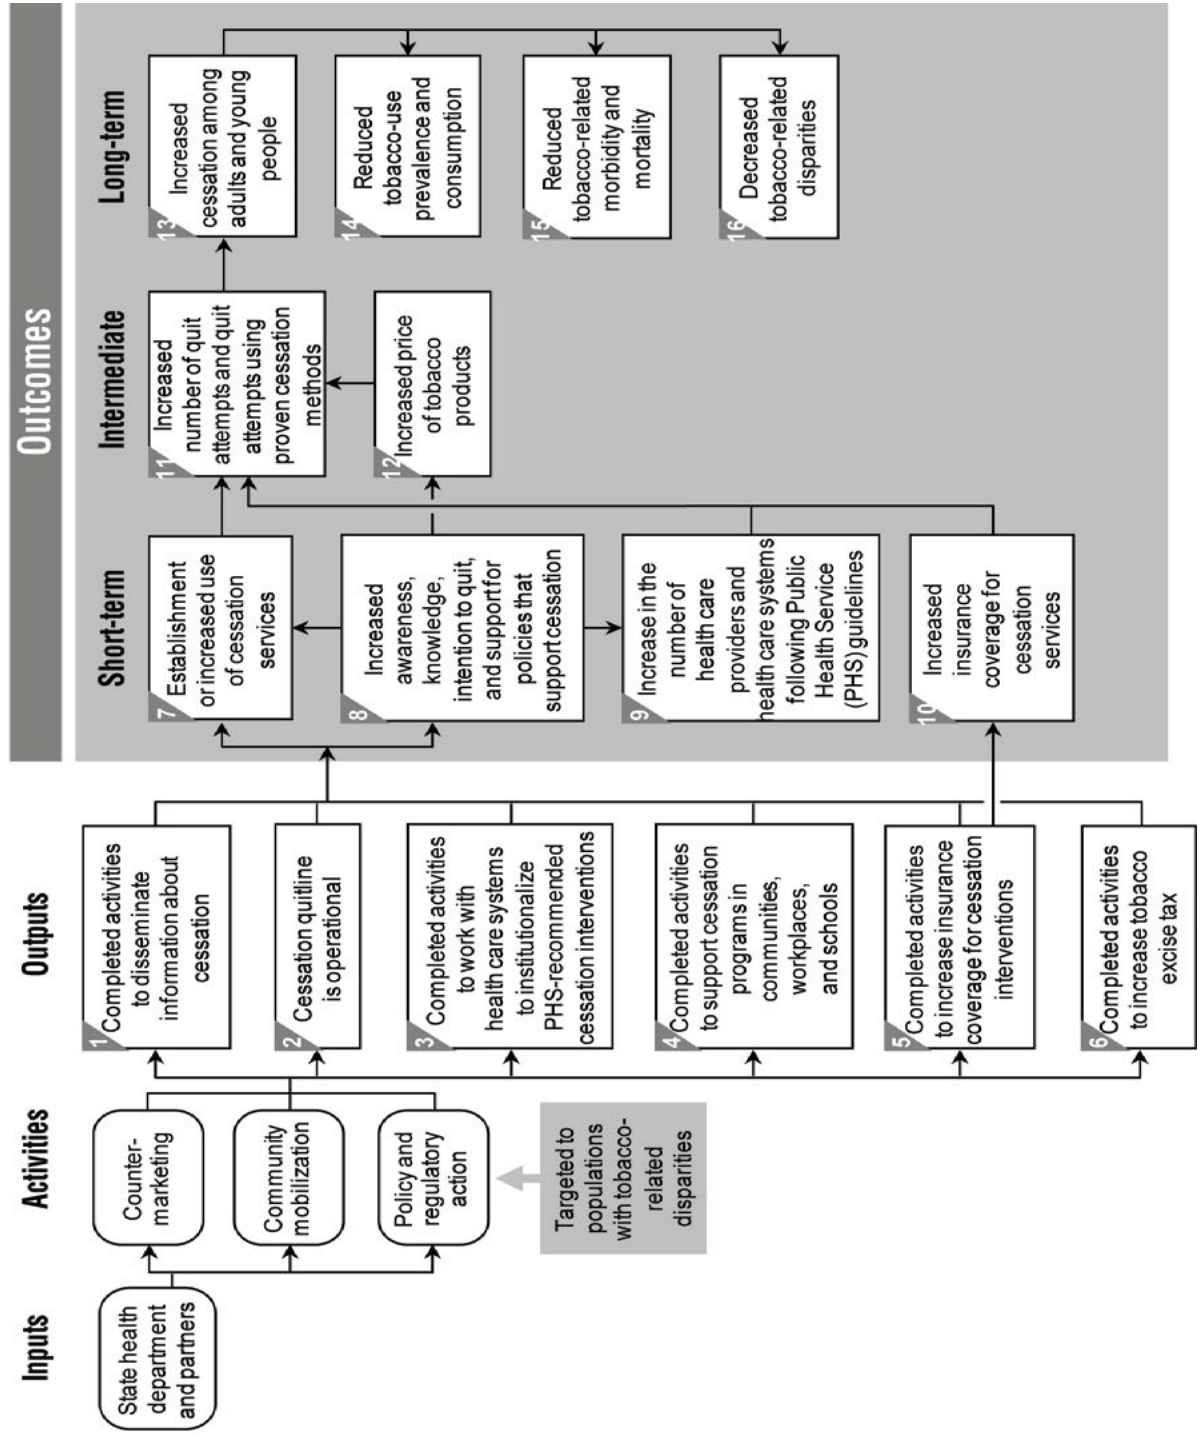 Outcomes
Inputs
Activities
Outputs
Short-term
Intermediate
Long-term
State health
department
and partners
Counter-
marketing
Community
mobilization
Policy and
regulatory
action
Targeted to
populations
with tobacco-
related
disparities
1
Completed activities
to disseminate
information about
cessation
2
Cessation quitline
is operational
3
Completed activities
to work with
health care systems
to institutionalize
PHS-recommended
cessation interventions
4
Completed activities
to support cessation
programs in
communities,
workplaces,
and schools
5
Completed activities
to increase insurance
coverage for cessation
interventions
6
Completed activities
to increase tobacco
excise tax
7
Establishment
or increased use
of cessation
services
8
Increased
awareness,
knowledge,
intention to quit,
and support for
policies that
support cessation
9
Increase in the
number of
health care
providers and
health care systems
following Public
Health Service
(PHS) guidelines
10
Increased
insurance
coverage for
cessation
services
11
Increased
number of quit
attempts and quit
attempts using
proven cessation
methods
12
Increased price
of tobacco
products
13
Increased
cessation among
adults and young
people
14
Reduced
tobacco-use
prevalence and
consumption
15
Reduced
tobacco-related
morbidity and
mortality
16
Decreased
tobacco-related
disparities